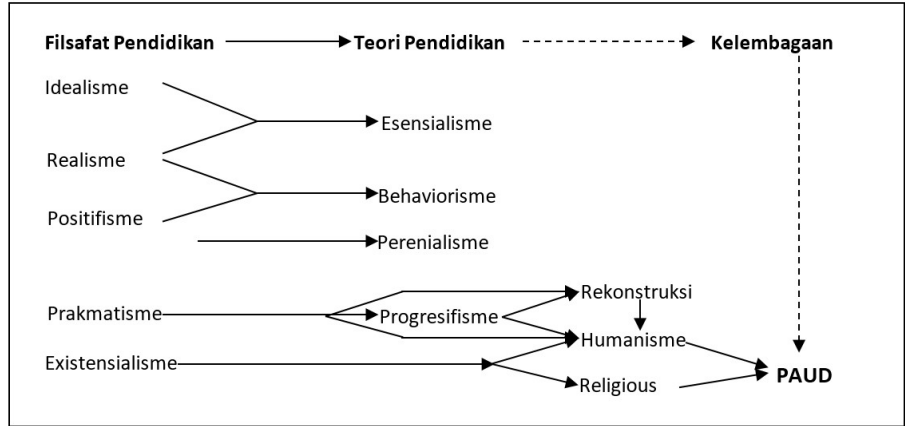 Filsafat Pendidikan Teori Pendidikan Kelembagaan
Idealisme
Esensialisme
Realisme
Behaviorisme
Positifisme
Perenialisme
Rekonstruksi
Prakmatisme Progresifisme
Humanisme
Existensialisme
PAUD
Religious